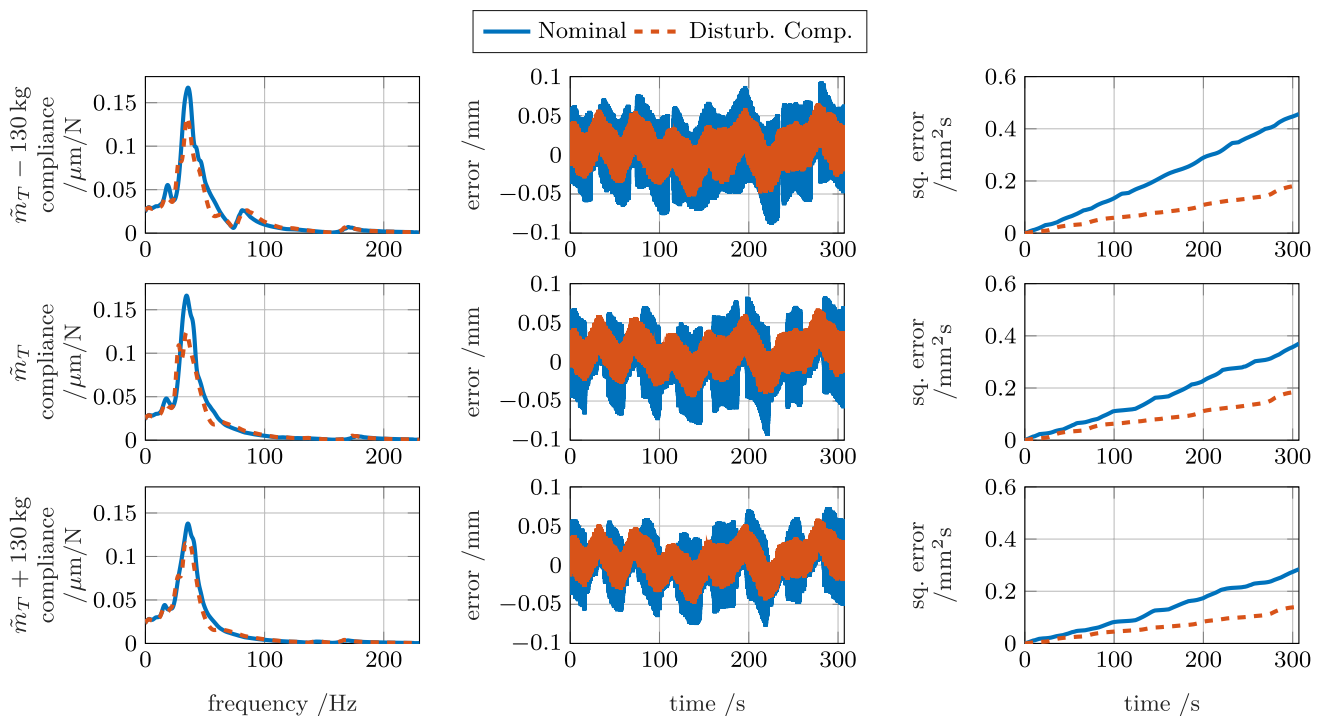 Nominal Disturb. Comp.
m̃_T − 130 kg
compliance
/μm/N
0.15
0.1
0.05
0
0 100 200
error /mm
0.1
0.05
0
−0.05
−0.1
0 100 200 300
sq. error
/mm²s
0.6
0.4
0.2
0
0 100 200 300
m̃_T
compliance
/μm/N
0.15
0.1
0.05
0
0 100 200
error /mm
0.1
0.05
0
−0.05
−0.1
0 100 200 300
sq. error
/mm²s
0.6
0.4
0.2
0
0 100 200 300
m̃_T + 130 kg
compliance
/μm/N
0.15
0.1
0.05
0
0 100 200
frequency /Hz
error /mm
0.1
0.05
0
−0.05
−0.1
0 100 200 300
time /s
sq. error
/mm²s
0.6
0.4
0.2
0
0 100 200 300
time /s